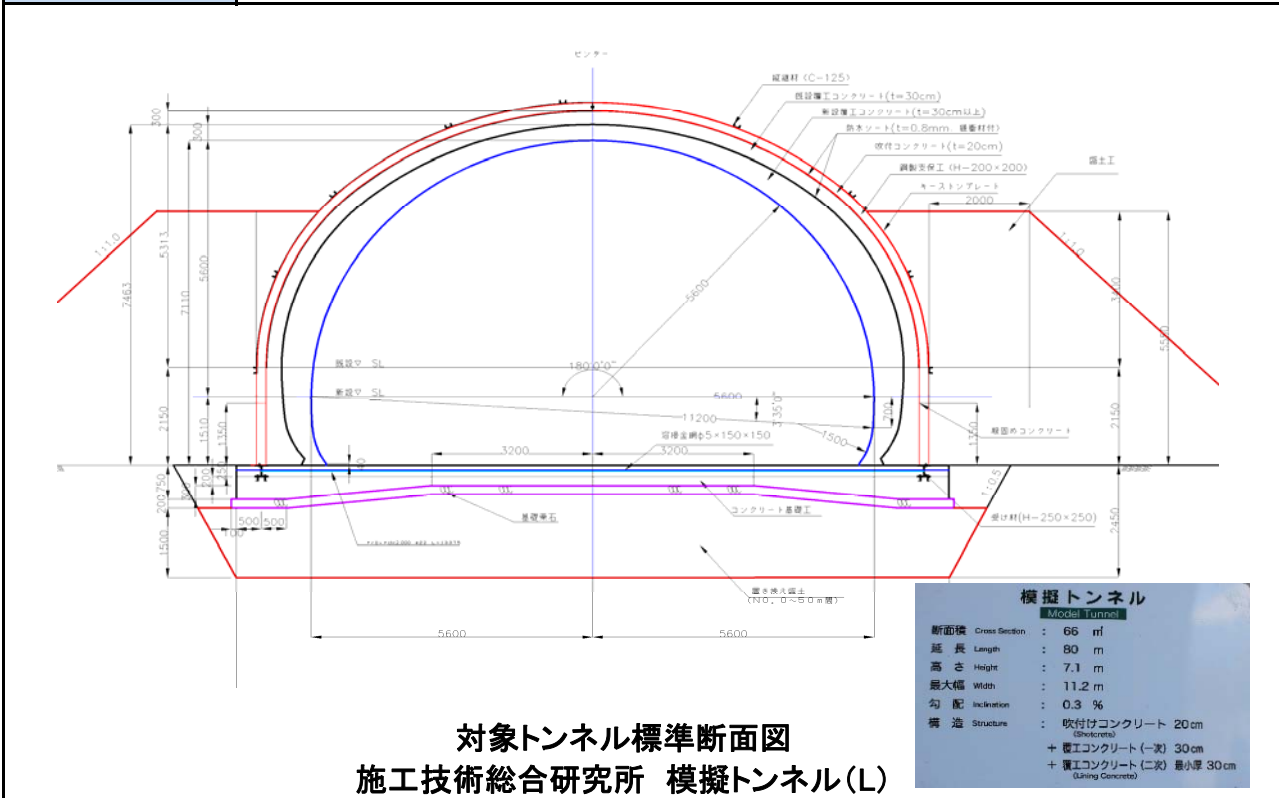 センター
縦継材 (C-125)
既設覆工コンクリート(t=30cm)
新設覆工コンクリート(t=30cm以上)
防水シート(t=0.8mm 緩衝材付)
吹付コンクリート(t=20cm)
鋼製支保工 (H-200×200)
キーストンプレート
盛土工
2000
300
300
1:1.0
1:1.0
5313
5600
7463
7110
5600
3400
5550
180°0'0"
既設▽ SL
新設▽ SL
5600
11200
3°35'0"
700
1500
2150
1510
1350
250
1350
2150
根固めコンクリート
溶接金網φ5×150×150
3200
3200
40
750
200
200
1500
500
500
100
基礎栗石
コンクリート基礎工
1:0.5
受け材(H-250×250)
2450
置き換え盛土
(NO. 0~50m間)
5600
5600
模擬トンネル
Model Tunnel
断面積 Cross Section : 66 ㎡
延 長 Length : 80 m
高 さ Height : 7.1 m
最大幅 Width : 11.2 m
勾 配 Inclination : 0.3 %
構 造 Structure : 吹付けコンクリート 20cm
(Shotcrete)
+ 覆工コンクリート (一次) 30cm
+ 覆工コンクリート (二次) 最小厚 30cm
(Lining Concrete)
対象トンネル標準断面図
施工技術総合研究所 模擬トンネル(L)